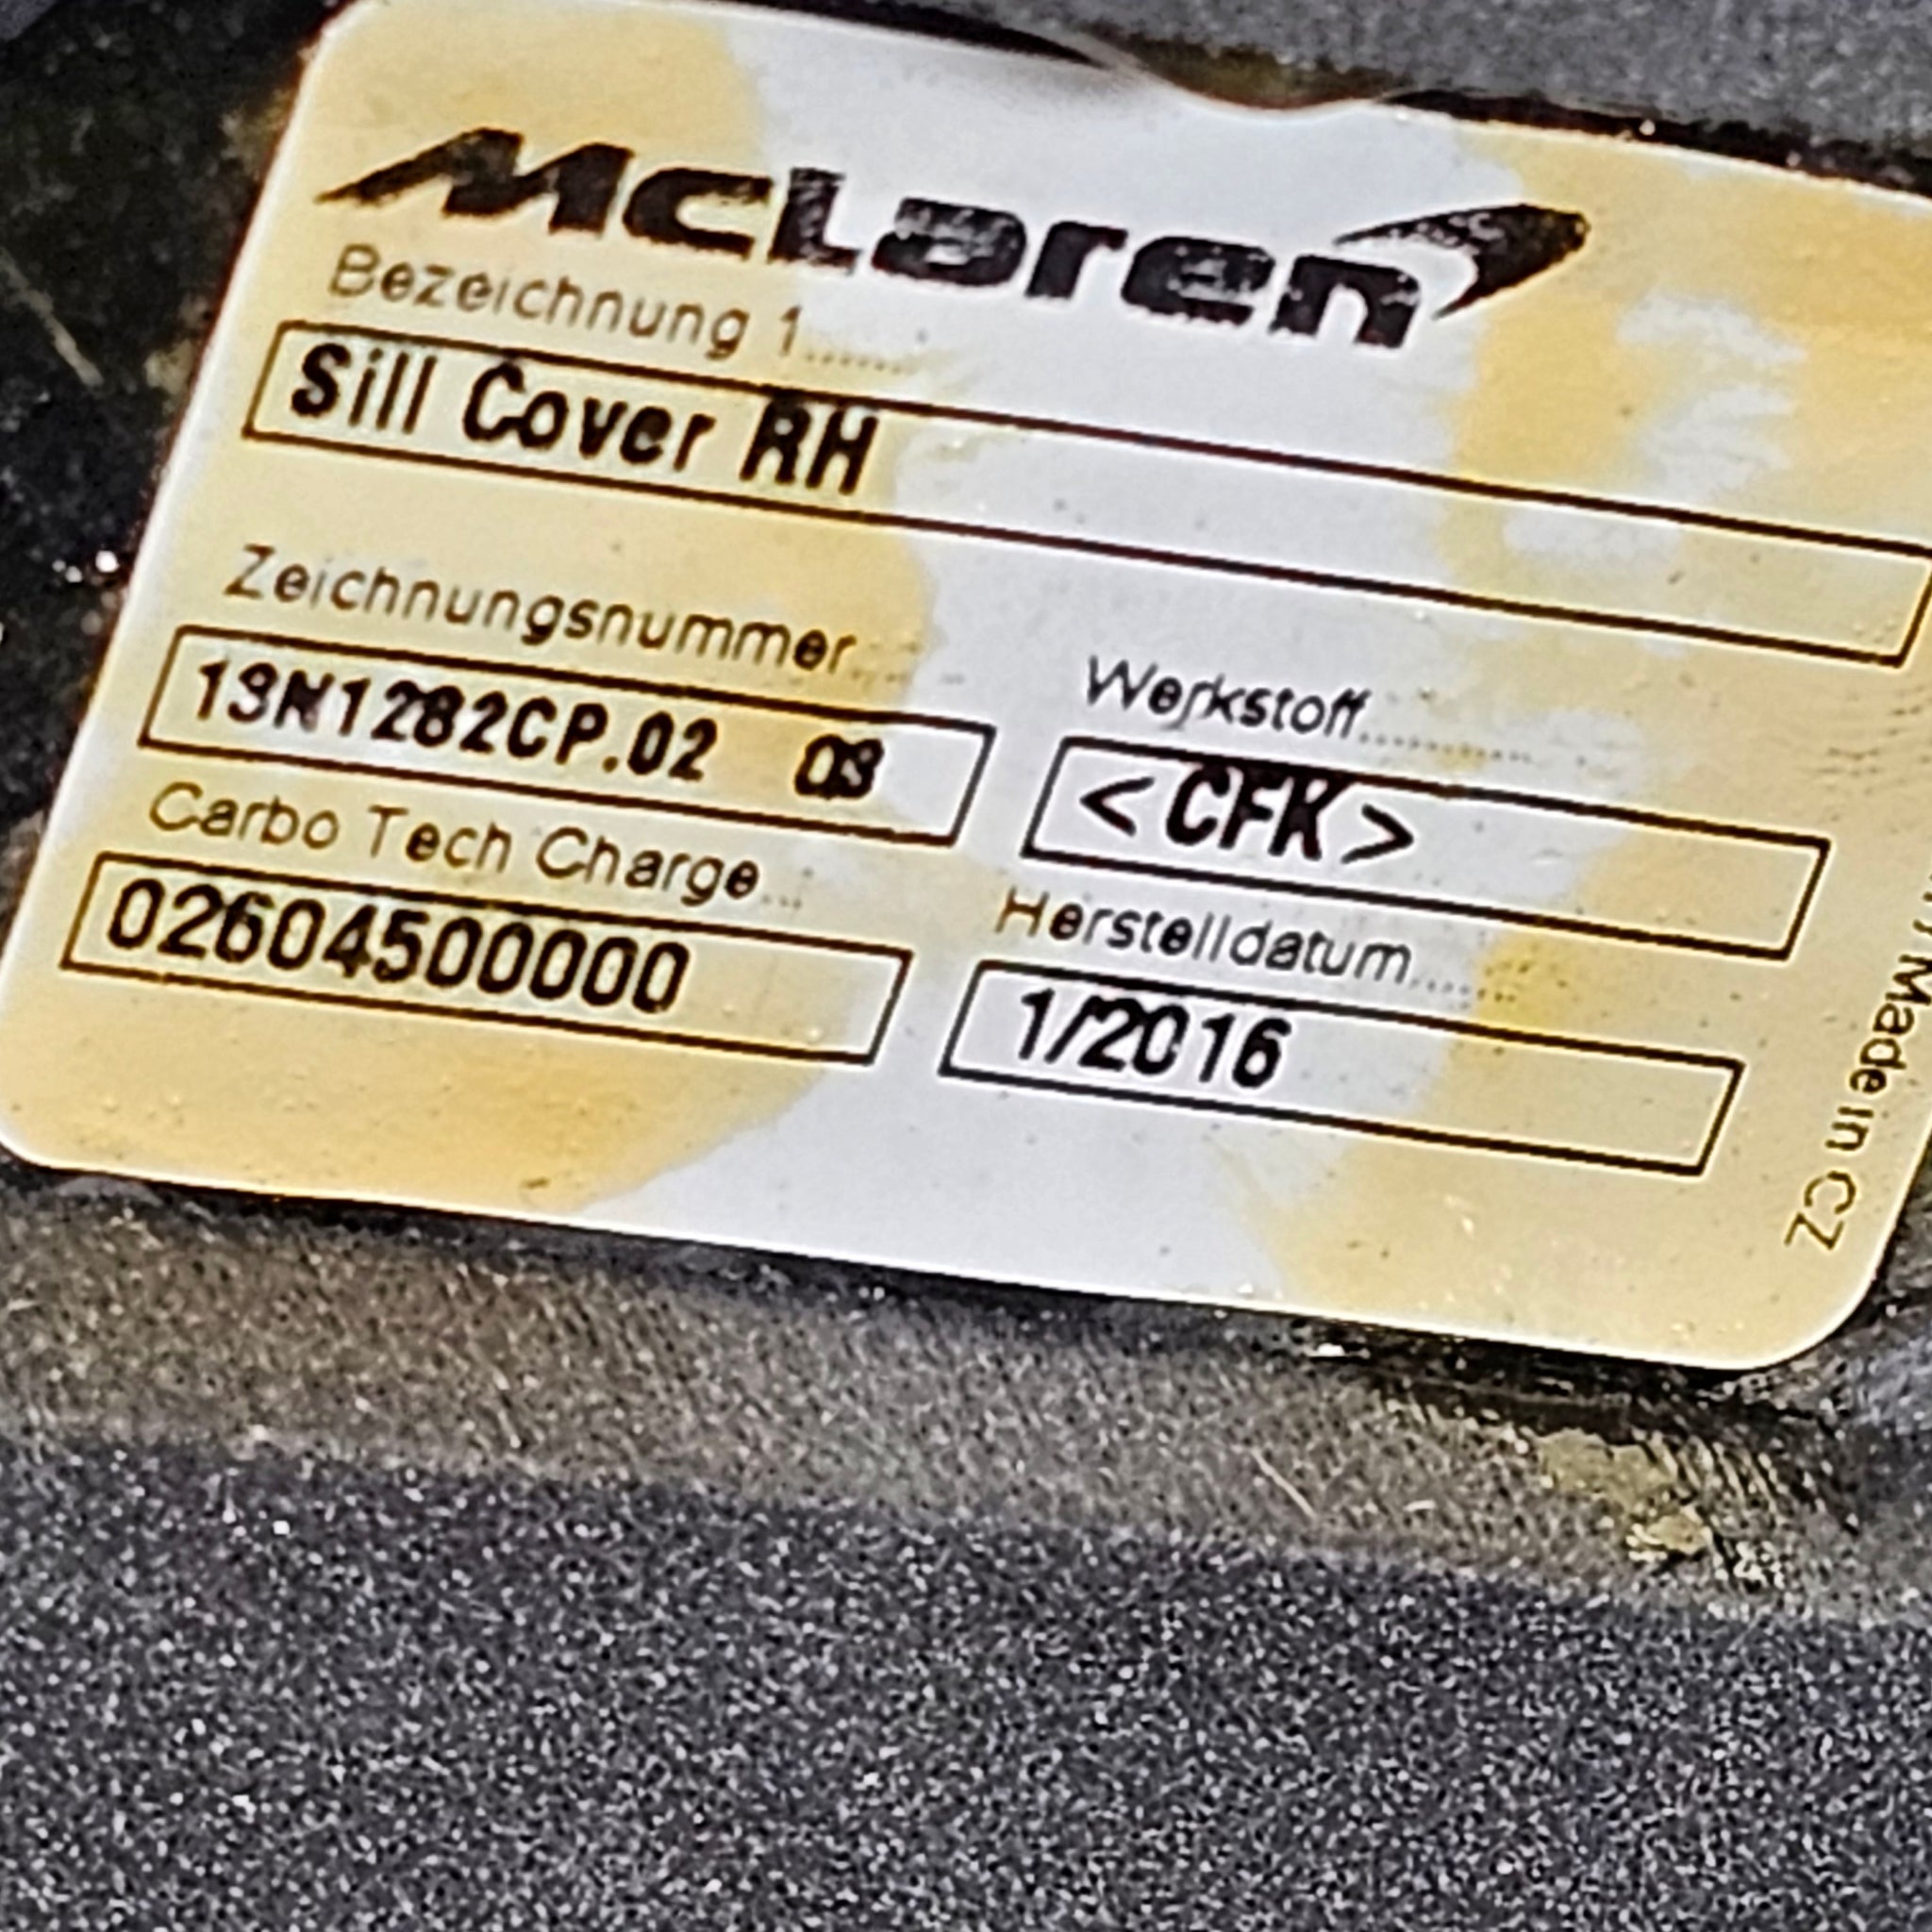 McLaren
Bezeichnung 1.......
Sill Cover RH
Zeichnungsnummer.......
13N1282CP.02 03
Werkstoff............
<CFK>
Carbo Tech Charge...
02604500000
Herstelldatum.......
1/2016
Made in CZ